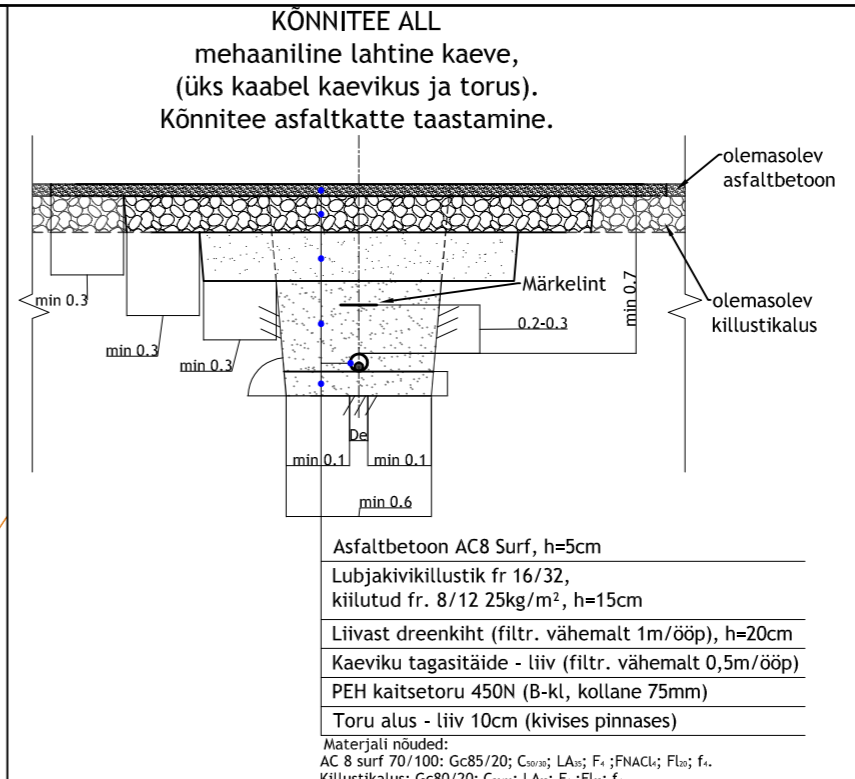 KÕNNITEE ALL
mehaaniline lahtine kaeve,
(üks kaabel kaevikus ja torus).
Kõnnitee asfaltkatte taastamine.
olemasolev
asfaltbetoon
min 0.3
min 0.3
min 0.3
Märkelint
0.2-0.3
min 0.7
olemasolev
killustikalus
De
min 0.1
min 0.1
min 0.6
Asfaltbetoon AC8 Surf, h=5cm
Lubjakivikillustik fr 16/32,
kiilutud fr. 8/12 25kg/m², h=15cm
Liivast dreenkiht (filtr. vähemalt 1m/ööp), h=20cm
Kaeviku tagasitäide - liiv (filtr. vähemalt 0,5m/ööp)
PEH kaitsetoru 450N (B-kl, kollane 75mm)
Toru alus - liiv 10cm (kivises pinnases)
Materjali nõuded:
AC 8 surf 70/100: Gc85/20; C50/30; LA35; F4 ;FNACl4; Fl20; f4.
Killustikalus: Gc80/20;